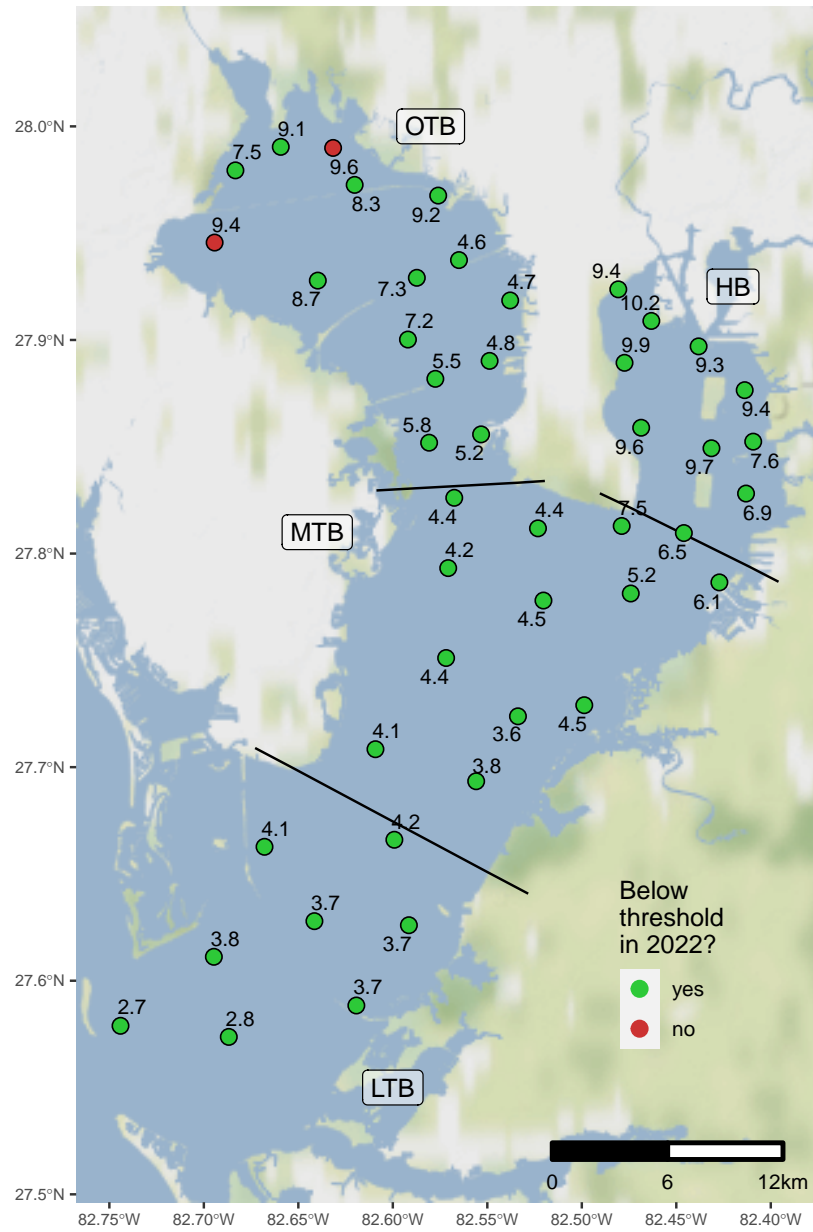 28.0°N
OTB
9.1
7.5
9.6
8.3
9.2
9.4
4.6
9.4
HB
8.7
7.3
4.7
10.2
27.9°N
7.2
4.8
9.9
9.3
5.5
9.4
5.8
5.2
9.6
9.7
7.6
MTB
4.4
4.4
7.5
6.9
27.8°N
4.2
6.5
4.5
5.2
6.1
4.4
3.6
4.5
4.1
27.7°N
3.8
4.1
4.2
3.7
3.7
3.8
27.6°N
2.7
2.8
3.7
LTB
Below
threshold
in 2022?
yes
no
0 6 12km
27.5°N
82.75°W 82.70°W 82.65°W 82.60°W 82.55°W 82.50°W 82.45°W 82.40°W